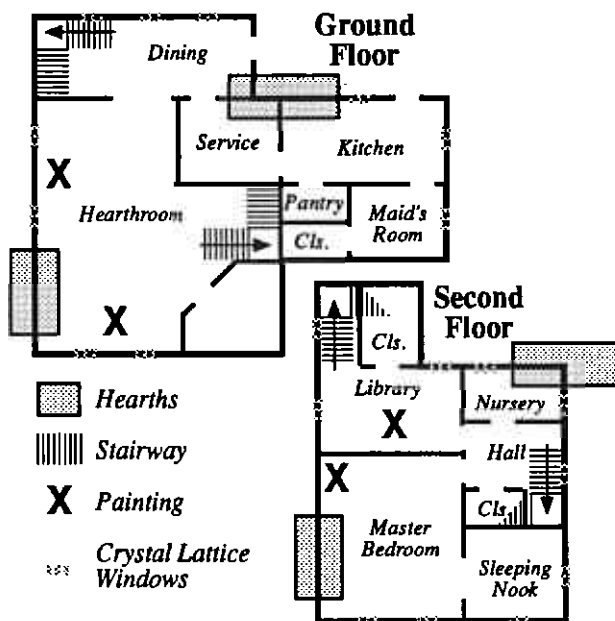 Ground
Floor
Dining
Service
Kitchen
Hearthroom
Pantry
Maid's
Room
Cls.
Second
Floor
Cls.
Library
Nursery
Hall
Cls.
Master
Bedroom
Sleeping
Nook
Hearths
Stairway
X Painting
Crystal Lattice
Windows